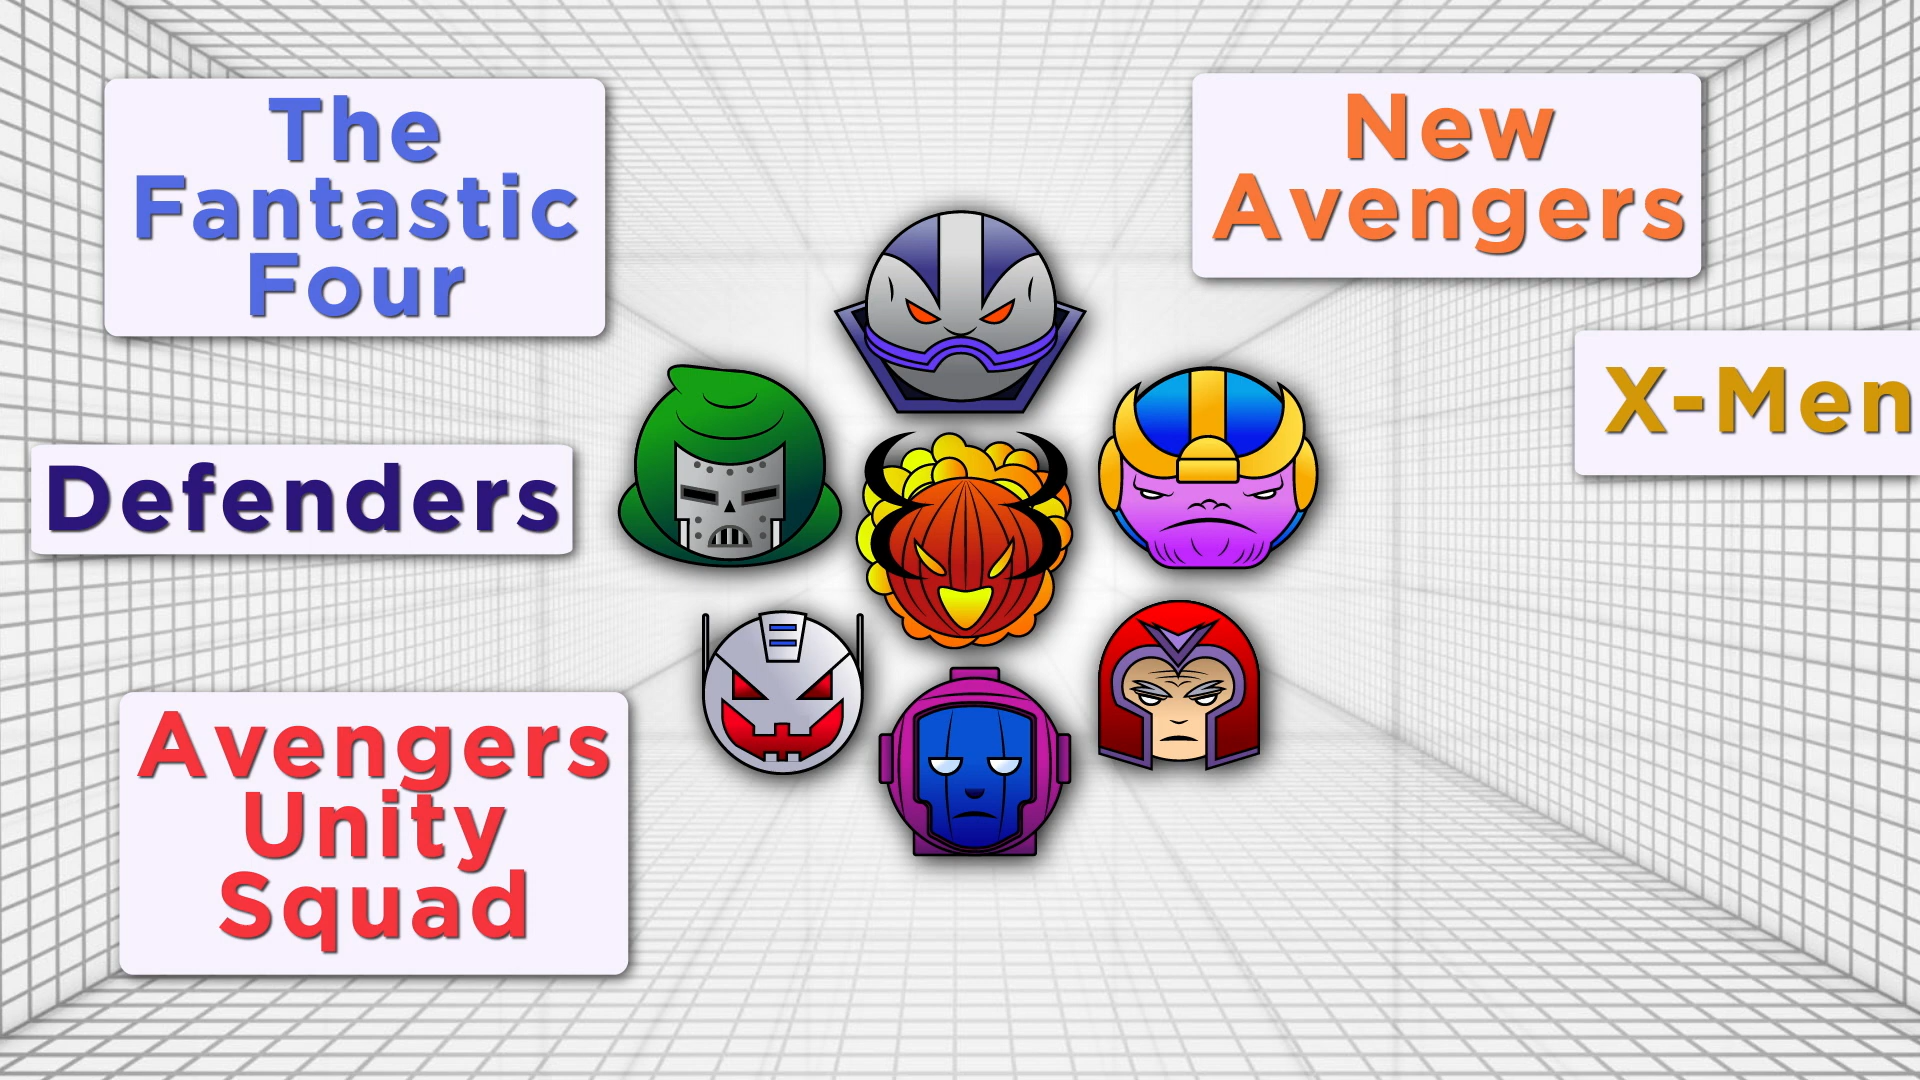 The
Fantastic
Four
New
Avengers
X-Men
Defenders
Avengers
Unity
Squad